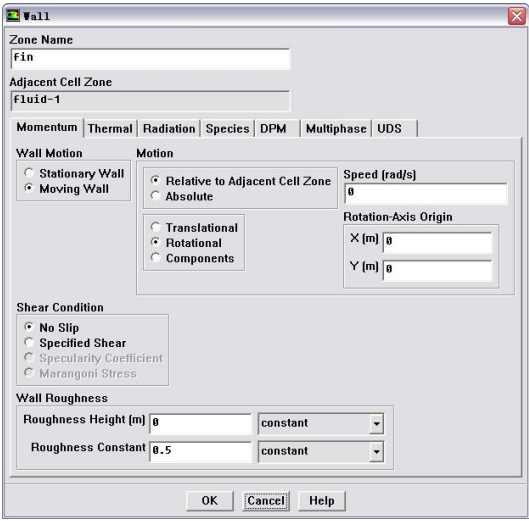 Wall
Zone Name
fin
Adjacent Cell Zone
fluid-1
Momentum Thermal Radiation Species DPM Multiphase UDS
Wall Motion
Stationary Wall
Moving Wall
Motion
Relative to Adjacent Cell Zone
Absolute
Translational
Rotational
Components
Speed (rad/s)
0
Rotation-Axis Origin
X (m) 0
Y (m) 0
Shear Condition
No Slip
Specified Shear
Specularity Coefficient
Marangoni Stress
Wall Roughness
Roughness Height (m) 0 constant
Roughness Constant 0.5 constant
OK Cancel Help